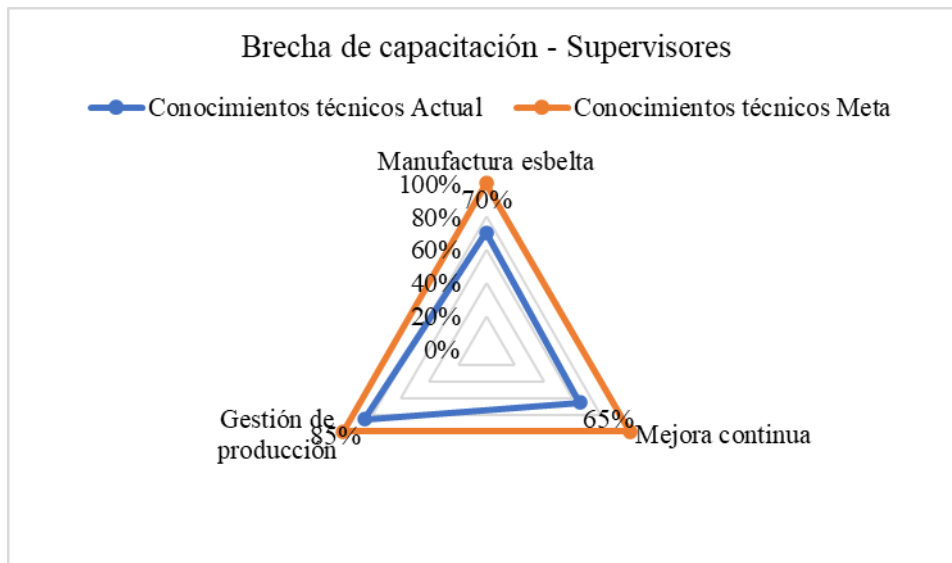 Brecha de capacitación - Supervisores
Conocimientos técnicos Actual
Conocimientos técnicos Meta
Manufactura esbelta
100%
70%
80%
60%
40%
20%
0%
Gestión de
producción
85%
65%
Mejora continua